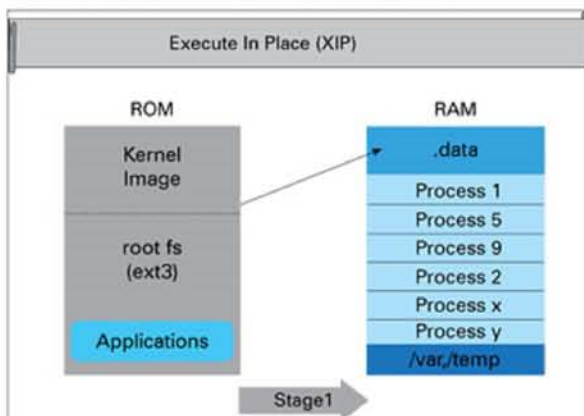 Execute In Place (XIP)
ROM
Kernel
Image
root fs
(ext3)
Applications
RAM
.data
Process 1
Process 5
Process 9
Process 2
Process x
Process y
/var,/temp
Stage1